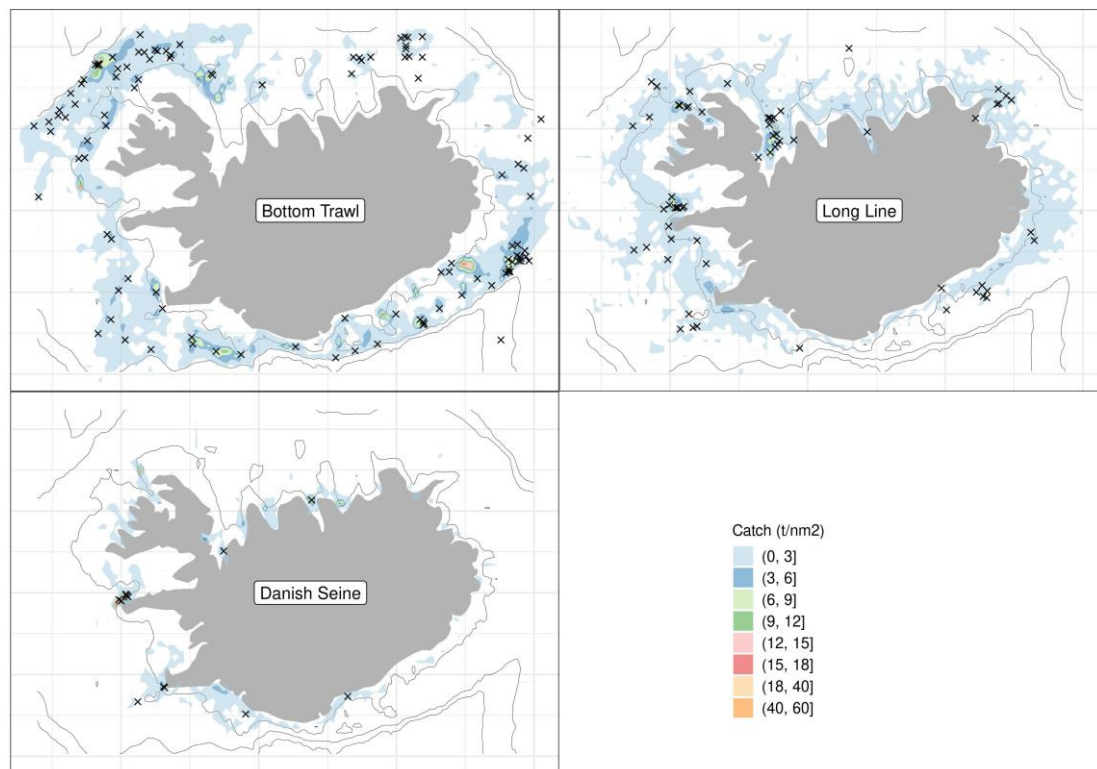 Bottom Trawl
Long Line
Danish Seine
Catch (t/nm2)
(0, 3]
(3, 6]
(6, 9]
(9, 12]
(12, 15]
(15, 18]
(18, 40]
(40, 60]